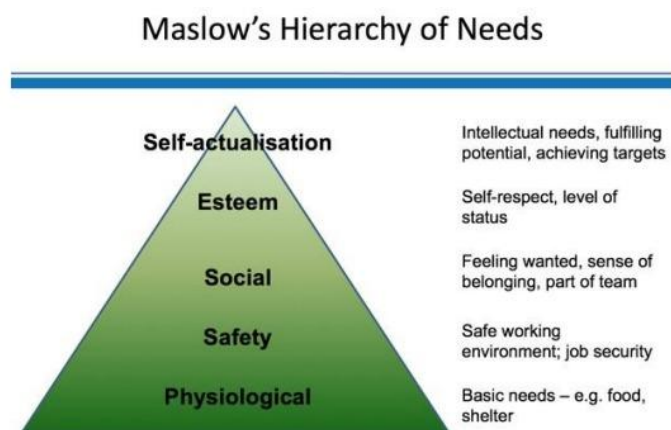 Maslow's Hierarchy of Needs
Self-actualisation
Intellectual needs, fulfilling
potential, achieving targets
Esteem
Self-respect, level of
status
Social
Feeling wanted, sense of
belonging, part of team
Safety
Safe working
environment; job security
Physiological
Basic needs – e.g. food,
shelter